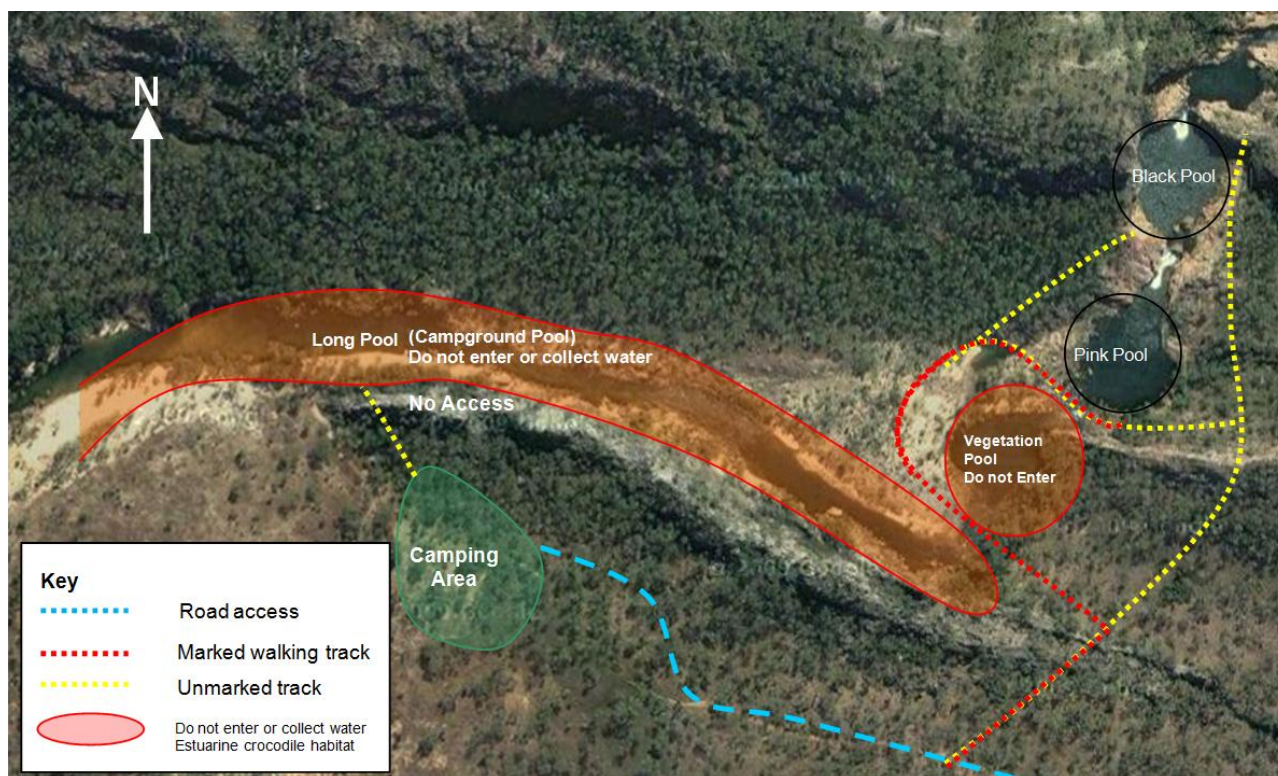 N
Black Pool
Long Pool (Campground Pool)
Do not enter or collect water
Pink Pool
No Access
Vegetation
Pool
Do not Enter
Camping
Area
Key
Road access
Marked walking track
Unmarked track
Do not enter or collect water
Estuarine crocodile habitat